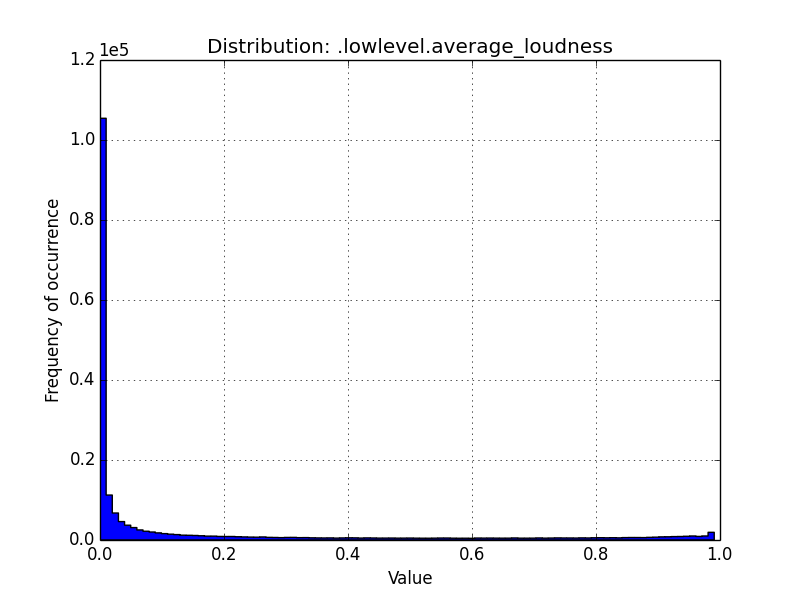 Distribution: .lowlevel.average_loudness
1e5
1.2
1.0
0.8
0.6
0.4
0.2
0.0
Frequency of occurrence
0.0 0.2 0.4 0.6 0.8 1.0
Value